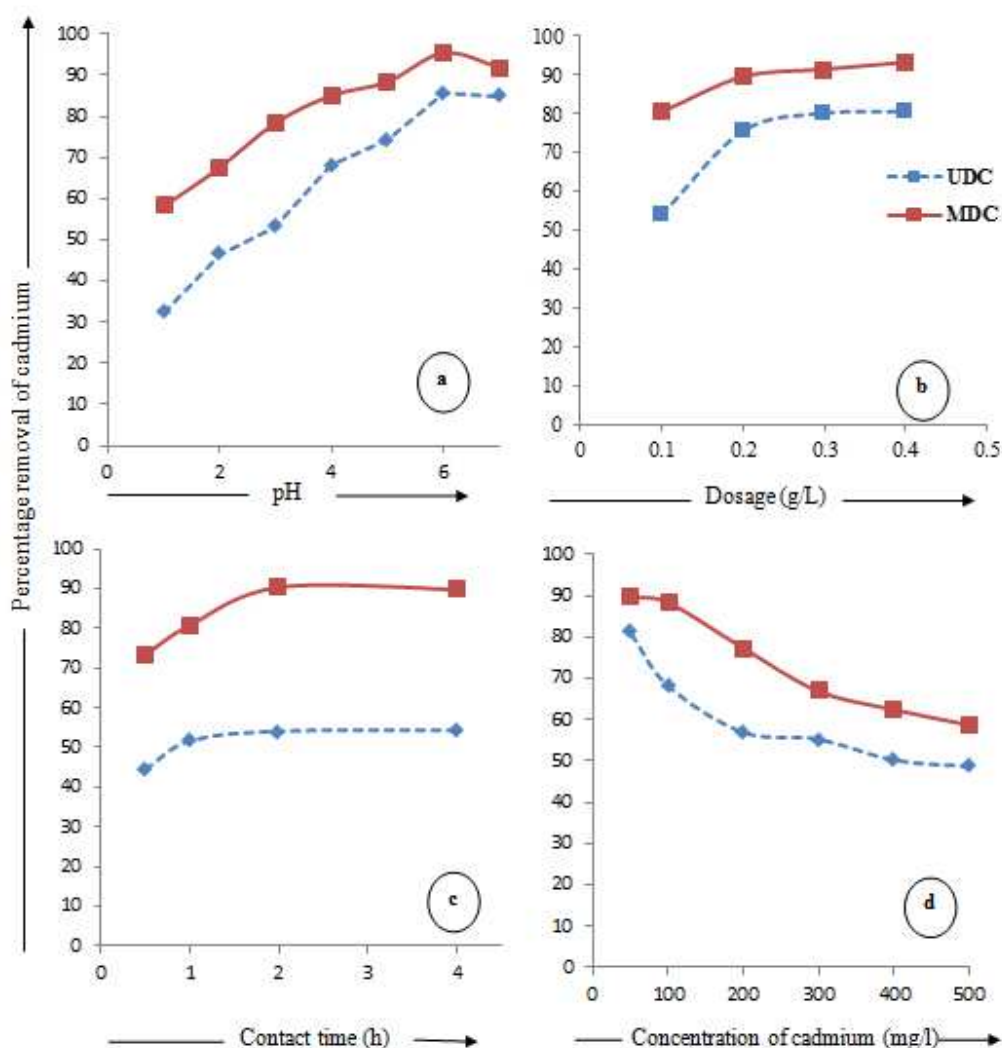 Percentage removal of cadmium
100
90
80
70
60
50
40
30
20
10
0
0 2 4 6
pH
a
100
90
80
70
60
50
40
30
20
10
0
0 0.1 0.2 0.3 0.4 0.5
Dosage (g/L)
b
UDC
MDC
100
90
80
70
60
50
40
30
20
10
0
0 1 2 3 4
Contact time (h)
c
100
90
80
70
60
50
40
30
20
10
0
0 100 200 300 400 500
Concentration of cadmium (mg/l)
d